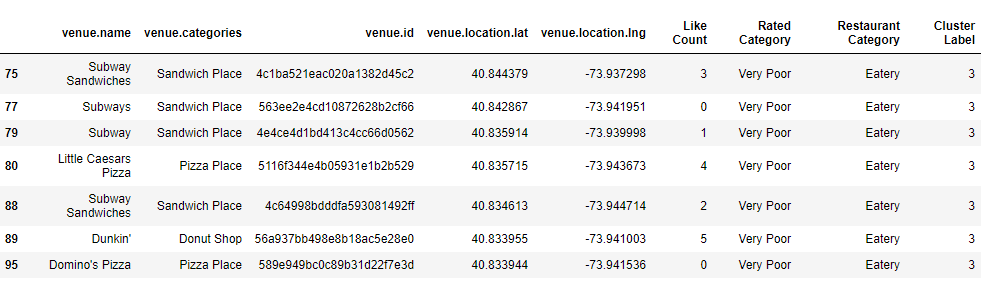 venue.name venue.categories venue.id venue.location.lat venue.location.lng Like Count Rated Category Restaurant Category Cluster Label
75 Subway Sandwiches Sandwich Place 4c1ba521eac020a1382d45c2 40.844379 -73.937298 3 Very Poor Eatery 3
77 Subways Sandwich Place 563ee2e4cd10872628b2cf66 40.842867 -73.941951 0 Very Poor Eatery 3
79 Subway Sandwich Place 4e4ce4d1bd413c4cc66d0562 40.835914 -73.939998 1 Very Poor Eatery 3
80 Little Caesars Pizza Pizza Place 5116f344e4b05931e1b2b529 40.835715 -73.943673 4 Very Poor Eatery 3
88 Subway Sandwiches Sandwich Place 4c64998bdddfa593081492ff 40.834613 -73.944714 2 Very Poor Eatery 3
89 Dunkin' Donut Shop 56a937bb498e8b18ac5e28e0 40.833955 -73.941003 5 Very Poor Eatery 3
95 Domino's Pizza Pizza Place 589e949bc0c89b31d22f7e3d 40.833944 -73.941536 0 Very Poor Eatery 3